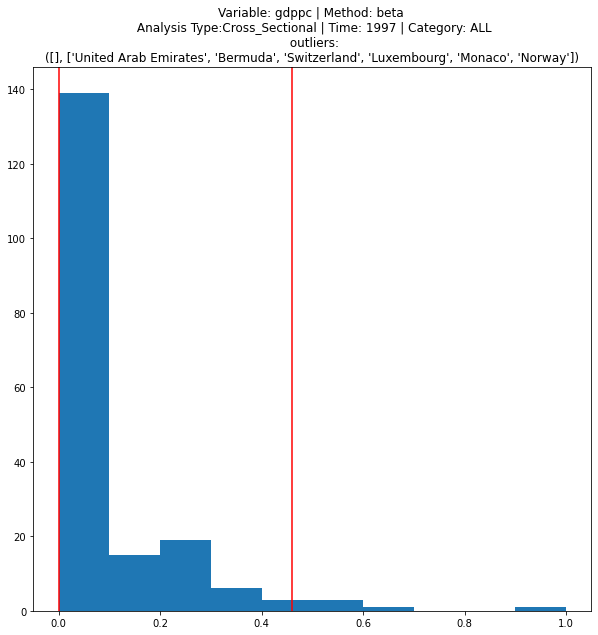 Variable: gdppc | Method: beta
Analysis Type:Cross_Sectional | Time: 1997 | Category: ALL
outliers:
([], ['United Arab Emirates', 'Bermuda', 'Switzerland', 'Luxembourg', 'Monaco', 'Norway'])
140
120
100
80
60
40
20
0
0.0 0.2 0.4 0.6 0.8 1.0